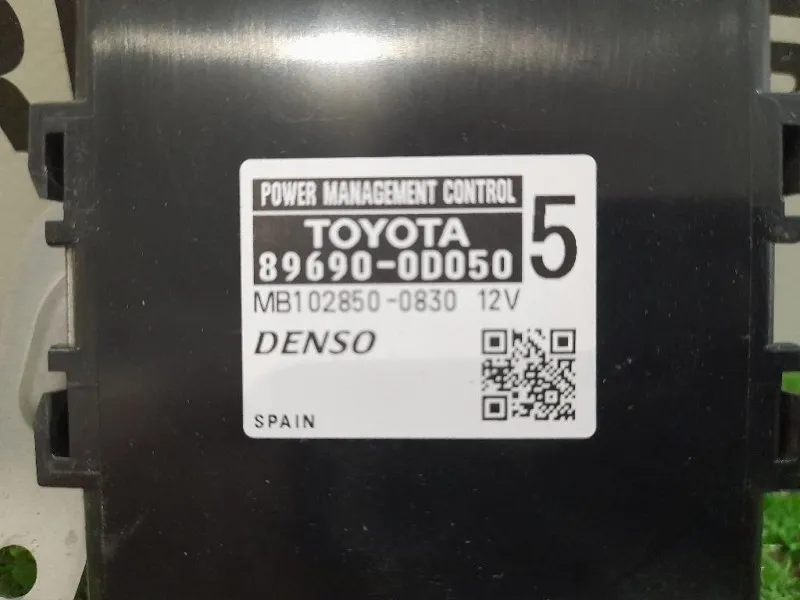 POWER MANAGEMENT CONTROL
TOYOTA
89690-0D050
5
MB102850-0830 12V
DENSO
SPAIN